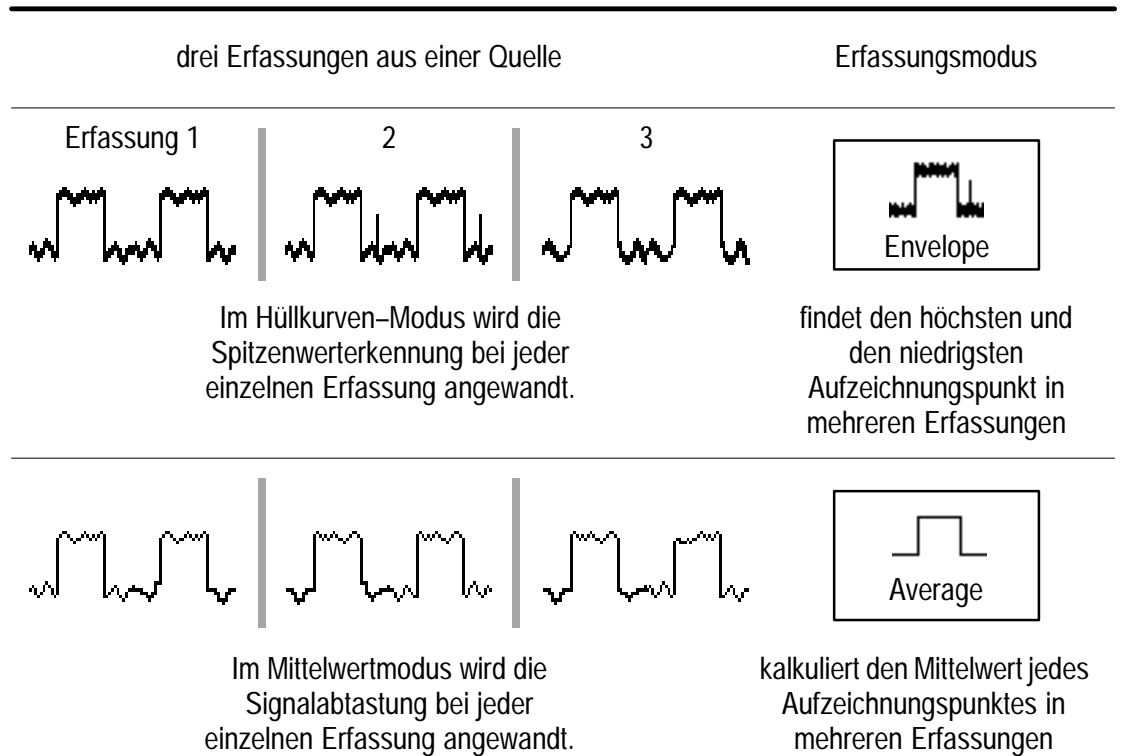 drei Erfassungen aus einer Quelle
Erfassungsmodus
Erfassung 1
2
3
Envelope
Im Hüllkurven–Modus wird die
Spitzenwerterkennung bei jeder
einzelnen Erfassung angewandt.
findet den höchsten und
den niedrigsten
Aufzeichnungspunkt in
mehreren Erfassungen
Average
Im Mittelwertmodus wird die
Signalabtastung bei jeder
einzelnen Erfassung angewandt.
kalkuliert den Mittelwert jedes
Aufzeichnungspunktes in
mehreren Erfassungen